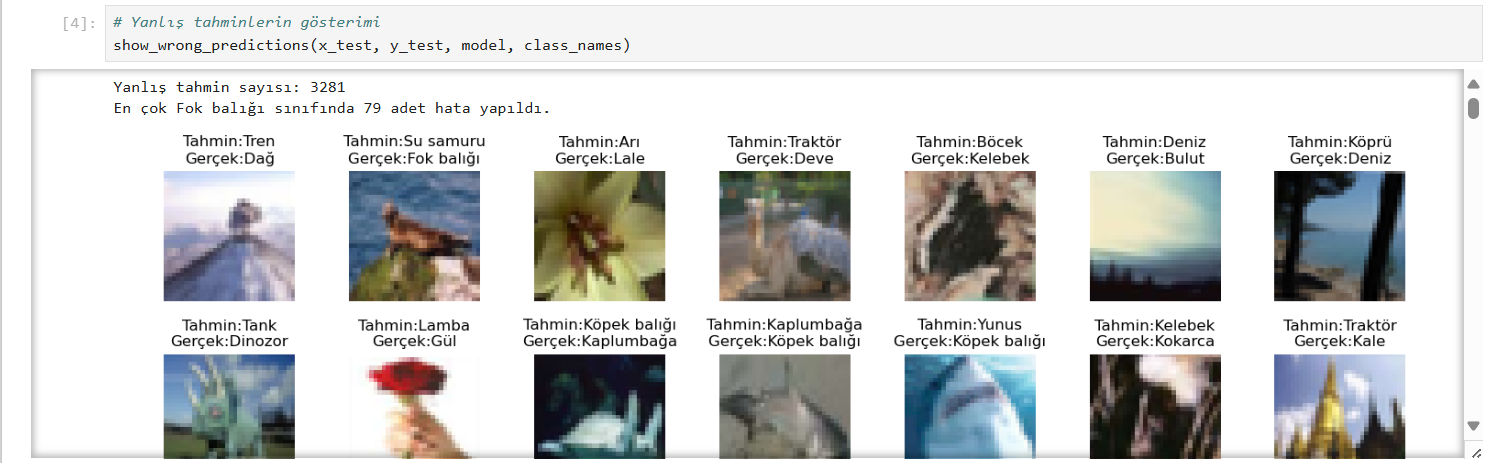 [4]:
# Yanlış tahminlerin gösterimi
show_wrong_predictions(x_test, y_test, model, class_names)
Yanlış tahmin sayısı: 3281
En çok Fok balığı sınıfında 79 adet hata yapıldı.
Tahmin:Tren
Gerçek:Dağ
Tahmin:Su samuru
Gerçek:Fok balığı
Tahmin:Arı
Gerçek:Lale
Tahmin:Traktör
Gerçek:Deve
Tahmin:Böcek
Gerçek:Kelebek
Tahmin:Deniz
Gerçek:Bulut
Tahmin:Köprü
Gerçek:Deniz
Tahmin:Tank
Gerçek:Dinozor
Tahmin:Lamba
Gerçek:Gül
Tahmin:Köpek balığı
Gerçek:Kaplumbağa
Tahmin:Kaplumbağa
Gerçek:Köpek balığı
Tahmin:Yunus
Gerçek:Köpek balığı
Tahmin:Kelebek
Gerçek:Kokarca
Tahmin:Traktör
Gerçek:Kale